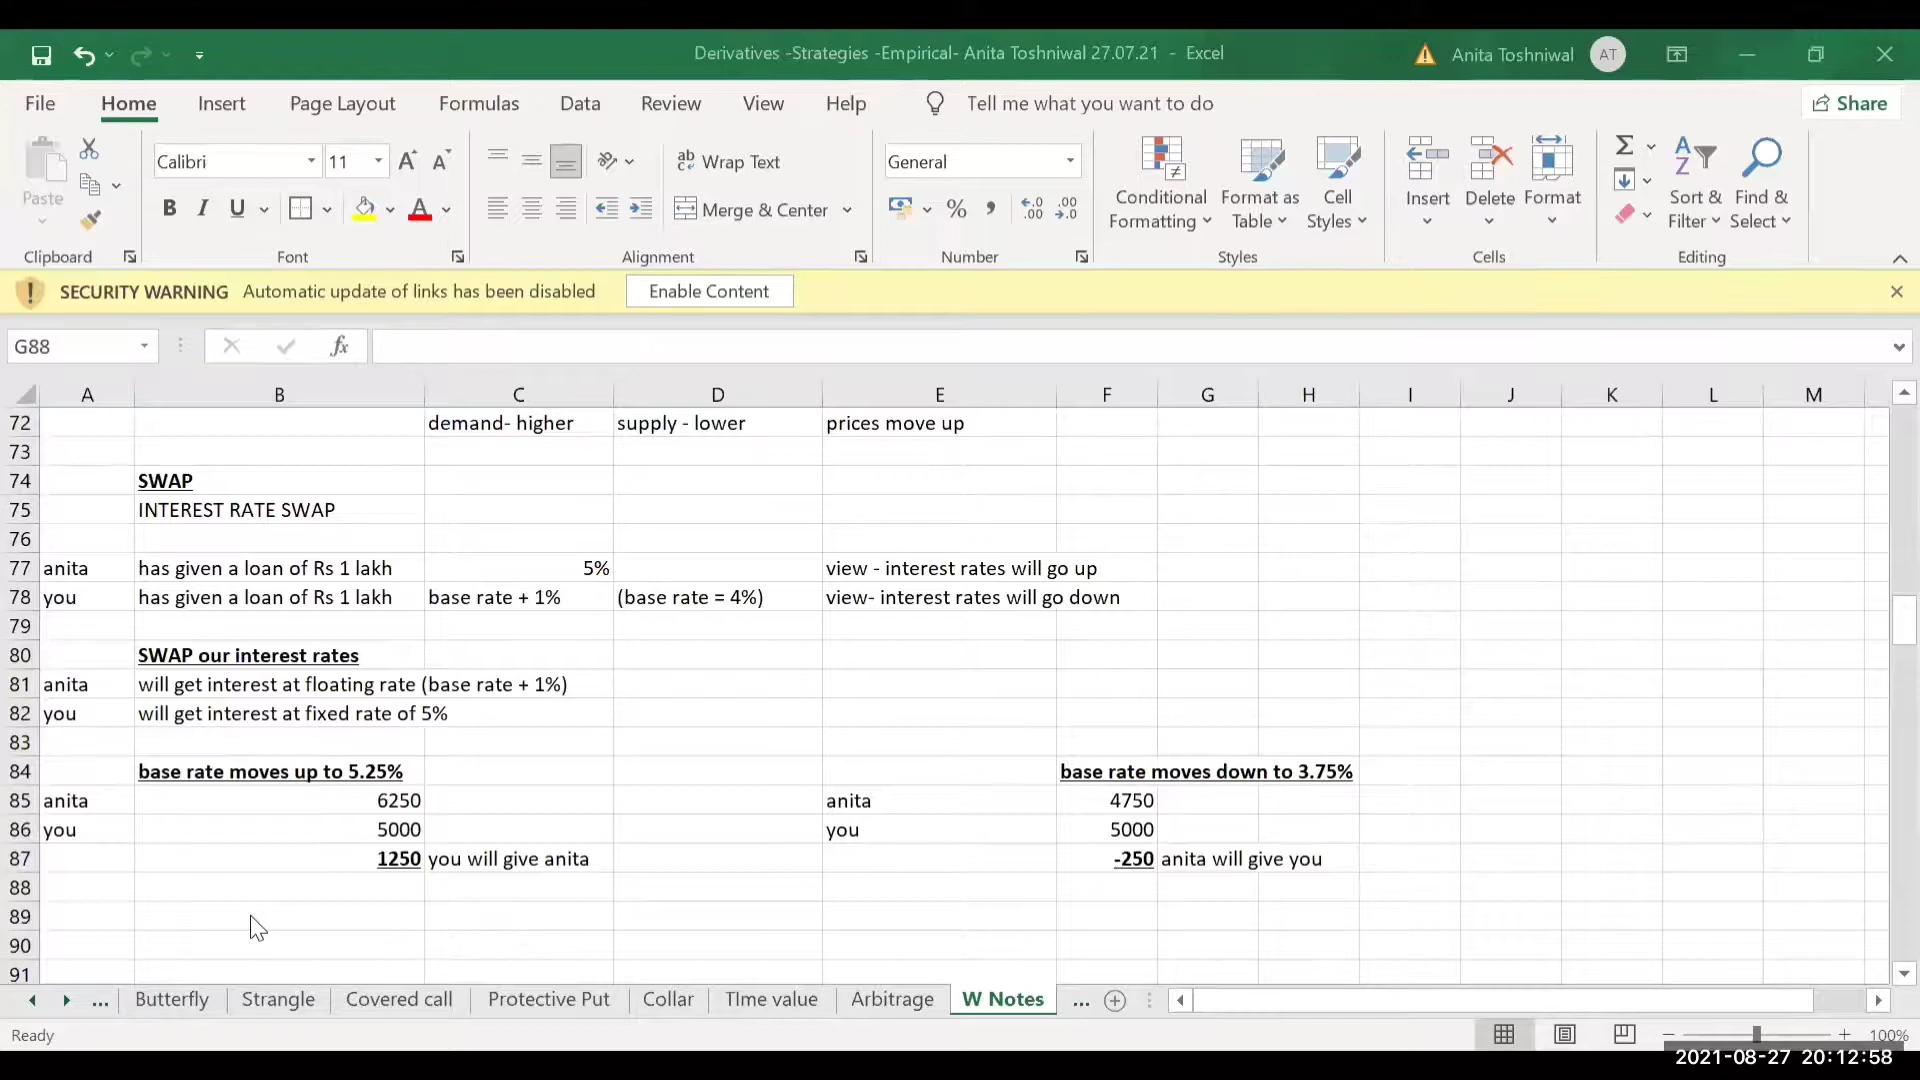 Derivatives -Strategies -Empirical- Anita Toshniwal 27.07.21 - Excel
Anita Toshniwal AT
File Home Insert Page Layout Formulas Data Review View Help Tell me what you want to do Share
Paste
Calibri 11
Wrap Text
General
B I U
Merge & Center
Conditional Formatting
Format as Table
Cell Styles
Insert Delete Format
Sort & Filter
Find & Select
Clipboard Font Alignment Number Styles Cells Editing
SECURITY WARNING Automatic update of links has been disabled Enable Content
G88 fx
A B C D E F G H I J K L M
72 demand- higher supply - lower prices move up
73
74 SWAP
75 INTEREST RATE SWAP
76
77 anita has given a loan of Rs 1 lakh 5% view - interest rates will go up
78 you has given a loan of Rs 1 lakh base rate + 1% (base rate = 4%) view- interest rates will go down
79
80 SWAP our interest rates
81 anita will get interest at floating rate (base rate + 1%)
82 you will get interest at fixed rate of 5%
83
84 base rate moves up to 5.25% base rate moves down to 3.75%
85 anita 6250 anita 4750
86 you 5000 you 5000
87 1250 you will give anita -250 anita will give you
88
89
90
91
... Butterfly Strangle Covered call Protective Put Collar TIme value Arbitrage W Notes ...
Ready 100%
2021-08-27 20:12:58